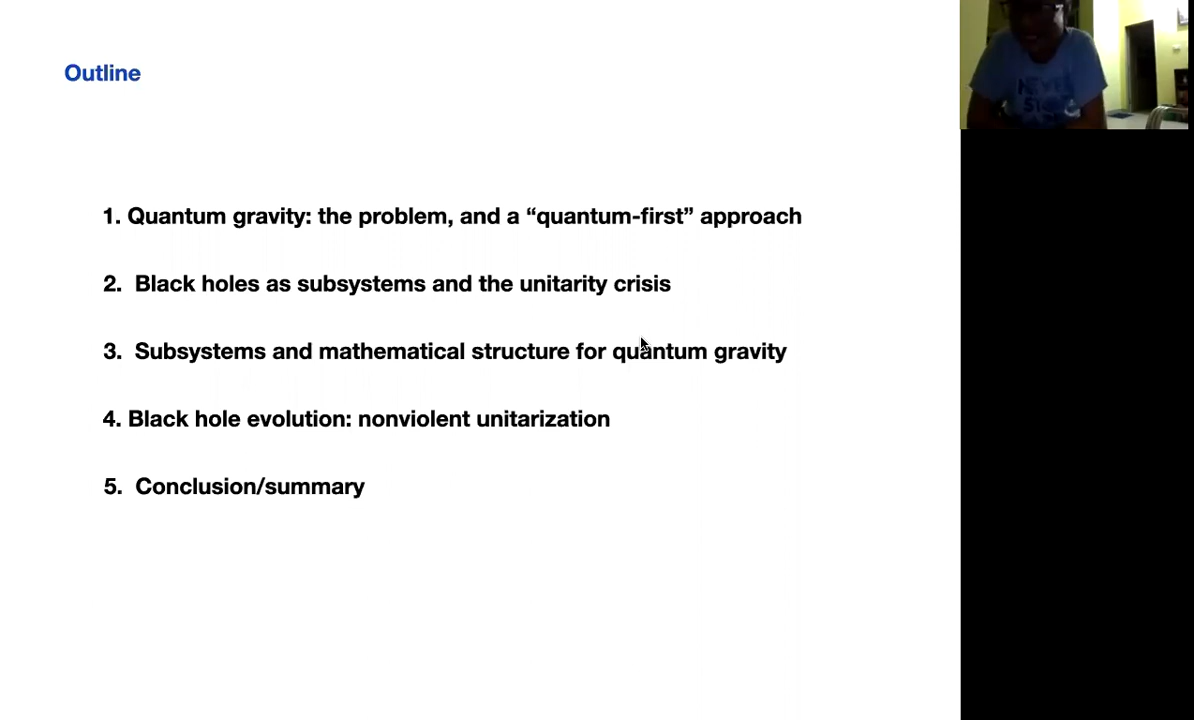 Outline
1. Quantum gravity: the problem, and a “quantum-first” approach
2. Black holes as subsystems and the unitarity crisis
3. Subsystems and mathematical structure for quantum gravity
4. Black hole evolution: nonviolent unitarization
5. Conclusion/summary